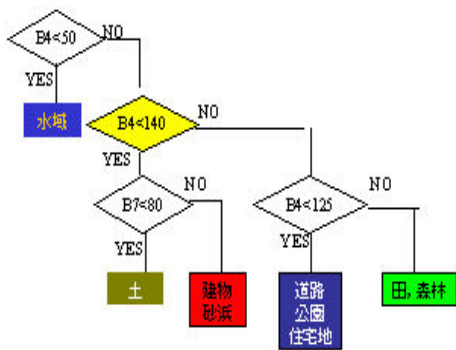 B4<50
NO
YES
水域
B4<140
NO
YES
B7<80
NO
B4<125
NO
YES
YES
土
建物
砂浜
道路
公園
住宅地
田,森林